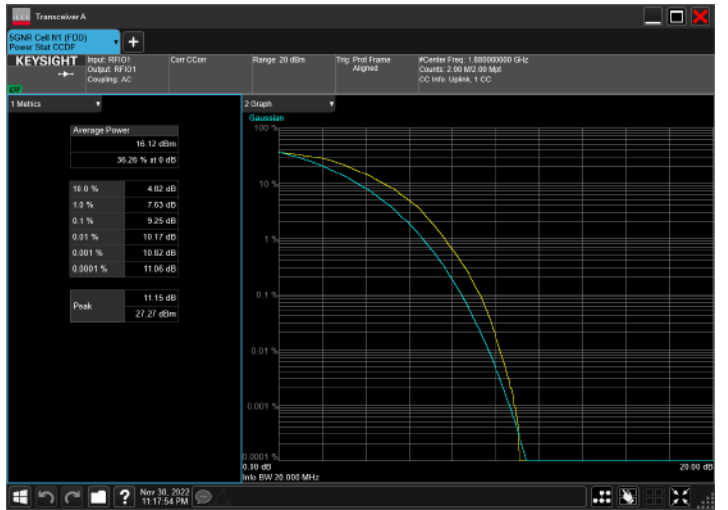 Transceiver A
5GNR Cell N1 (FDD)
Power Stat CCDF
KEYSIGHT
Input: RFIO1
Output: RFIO1
Coupling: AC
Corr CCorr
Range: 20 dBm
Trig: Prot Frame
Aligned
#Center Freq: 1.880000000 GHz
Counts: 2.00 M/2.00 Mpt
CC Info: Uplink, 1 CC
1 Metrics
Average Power
16.12 dBm
36.26 % at 0 dB
10.0 % 4.82 dB
1.0 % 7.63 dB
0.1 % 9.25 dB
0.01 % 10.17 dB
0.001 % 10.82 dB
0.0001 % 11.06 dB
Peak
11.15 dB
27.27 dBm
2 Graph
Gaussian
100 %
10 %
1 %
0.1 %
0.01 %
0.001 %
0.0001 %
0.00 dB
20.00 dB
Info BW 20.000 MHz
Nov 30, 2022
11:17:54 PM